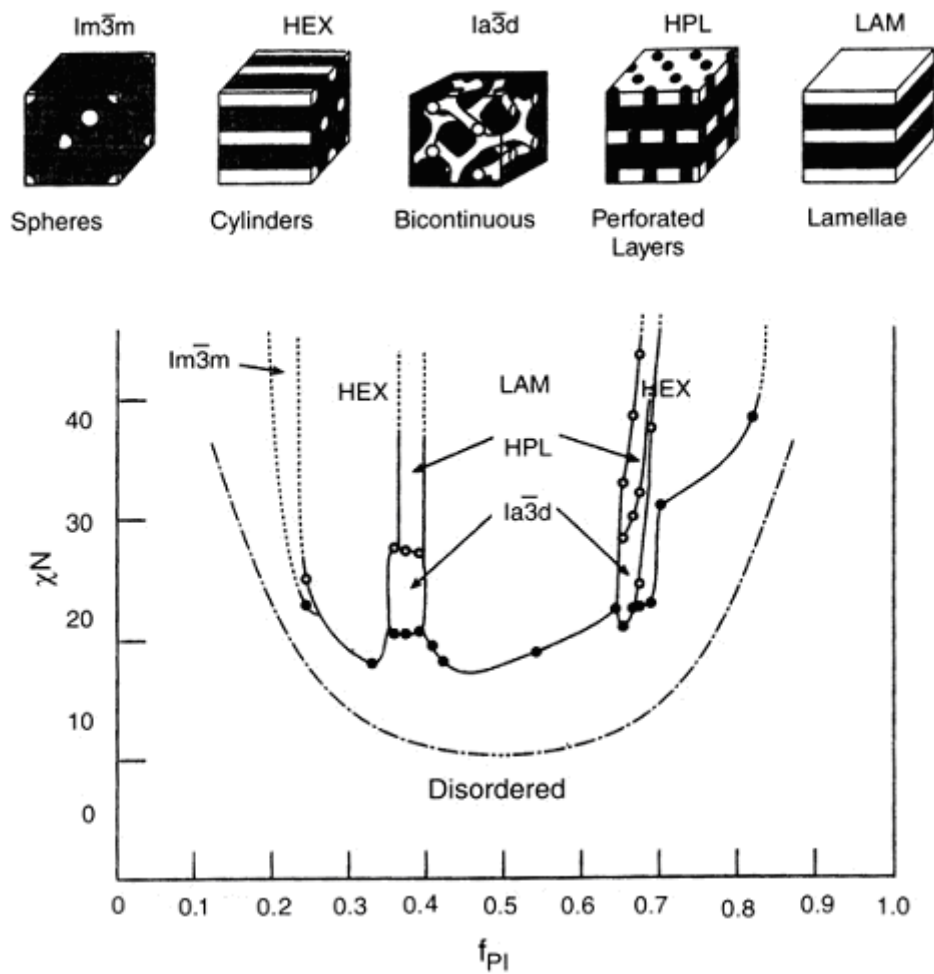 Im3̄m HEX Ia3̄d HPL LAM
Spheres Cylinders Bicontinuous Perforated Layers Lamellae
Im3̄m
HEX
LAM
HEX
HPL
Ia3̄d
40
30
20
10
0
χN
Disordered
0 0.1 0.2 0.3 0.4 0.5 0.6 0.7 0.8 0.9 1.0
fPI